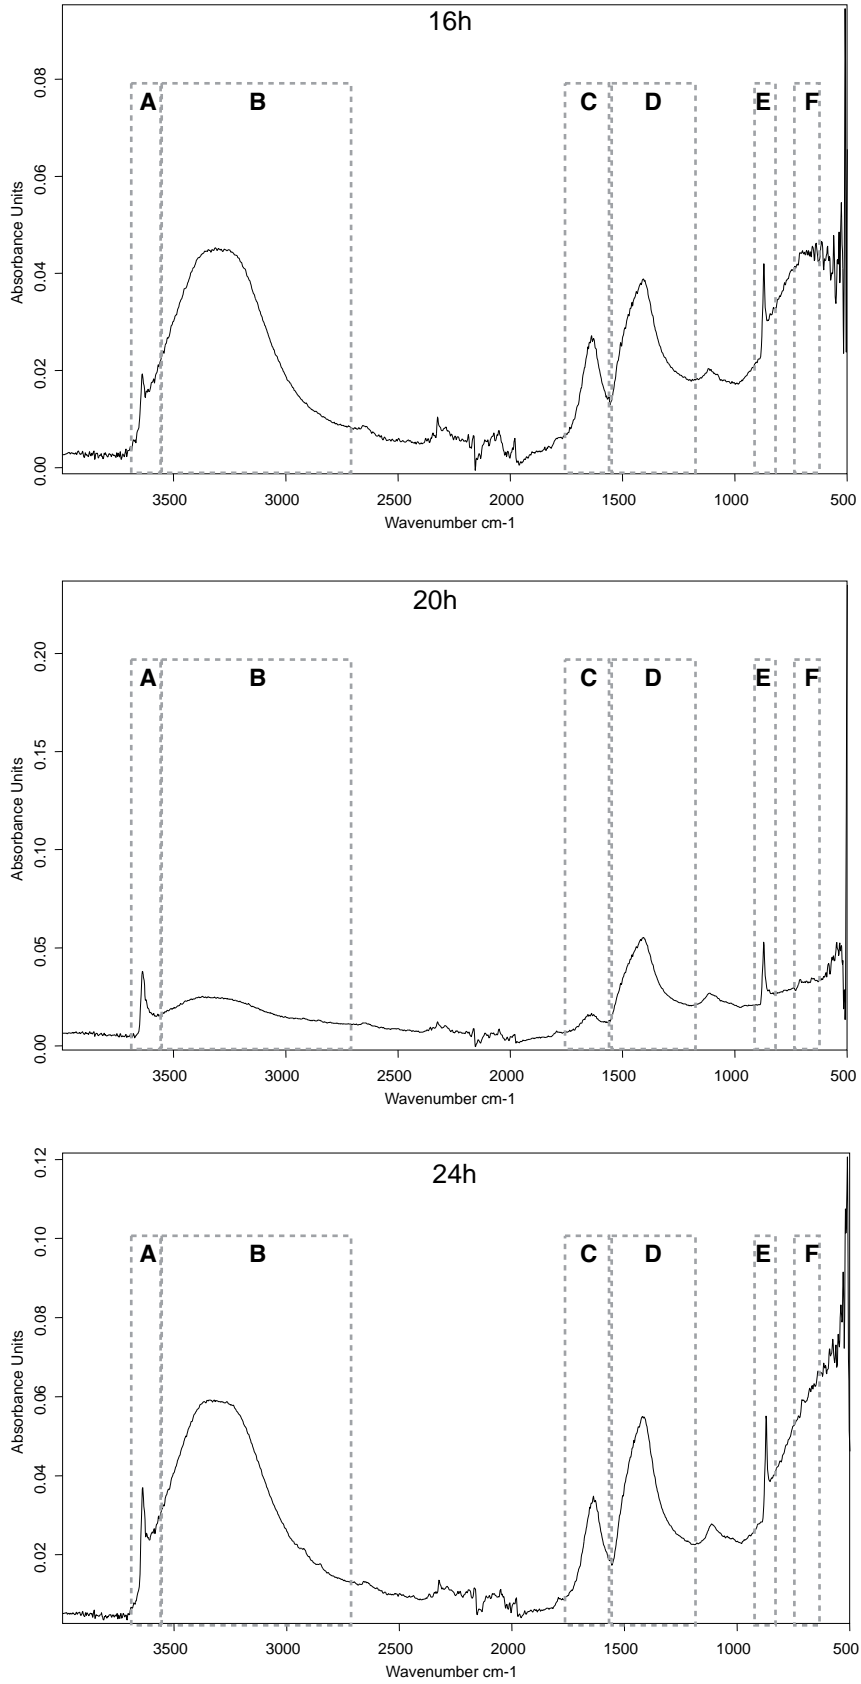 16h
A B C D E F
0.08
0.06
0.04
0.02
0.00
Absorbance Units
3500 3000 2500 2000 1500 1000 500
Wavenumber cm-1
20h
A B C D E F
0.20
0.15
0.10
0.05
0.00
Absorbance Units
3500 3000 2500 2000 1500 1000 500
Wavenumber cm-1
24h
A B C D E F
0.12
0.10
0.08
0.06
0.04
0.02
Absorbance Units
3500 3000 2500 2000 1500 1000 500
Wavenumber cm-1